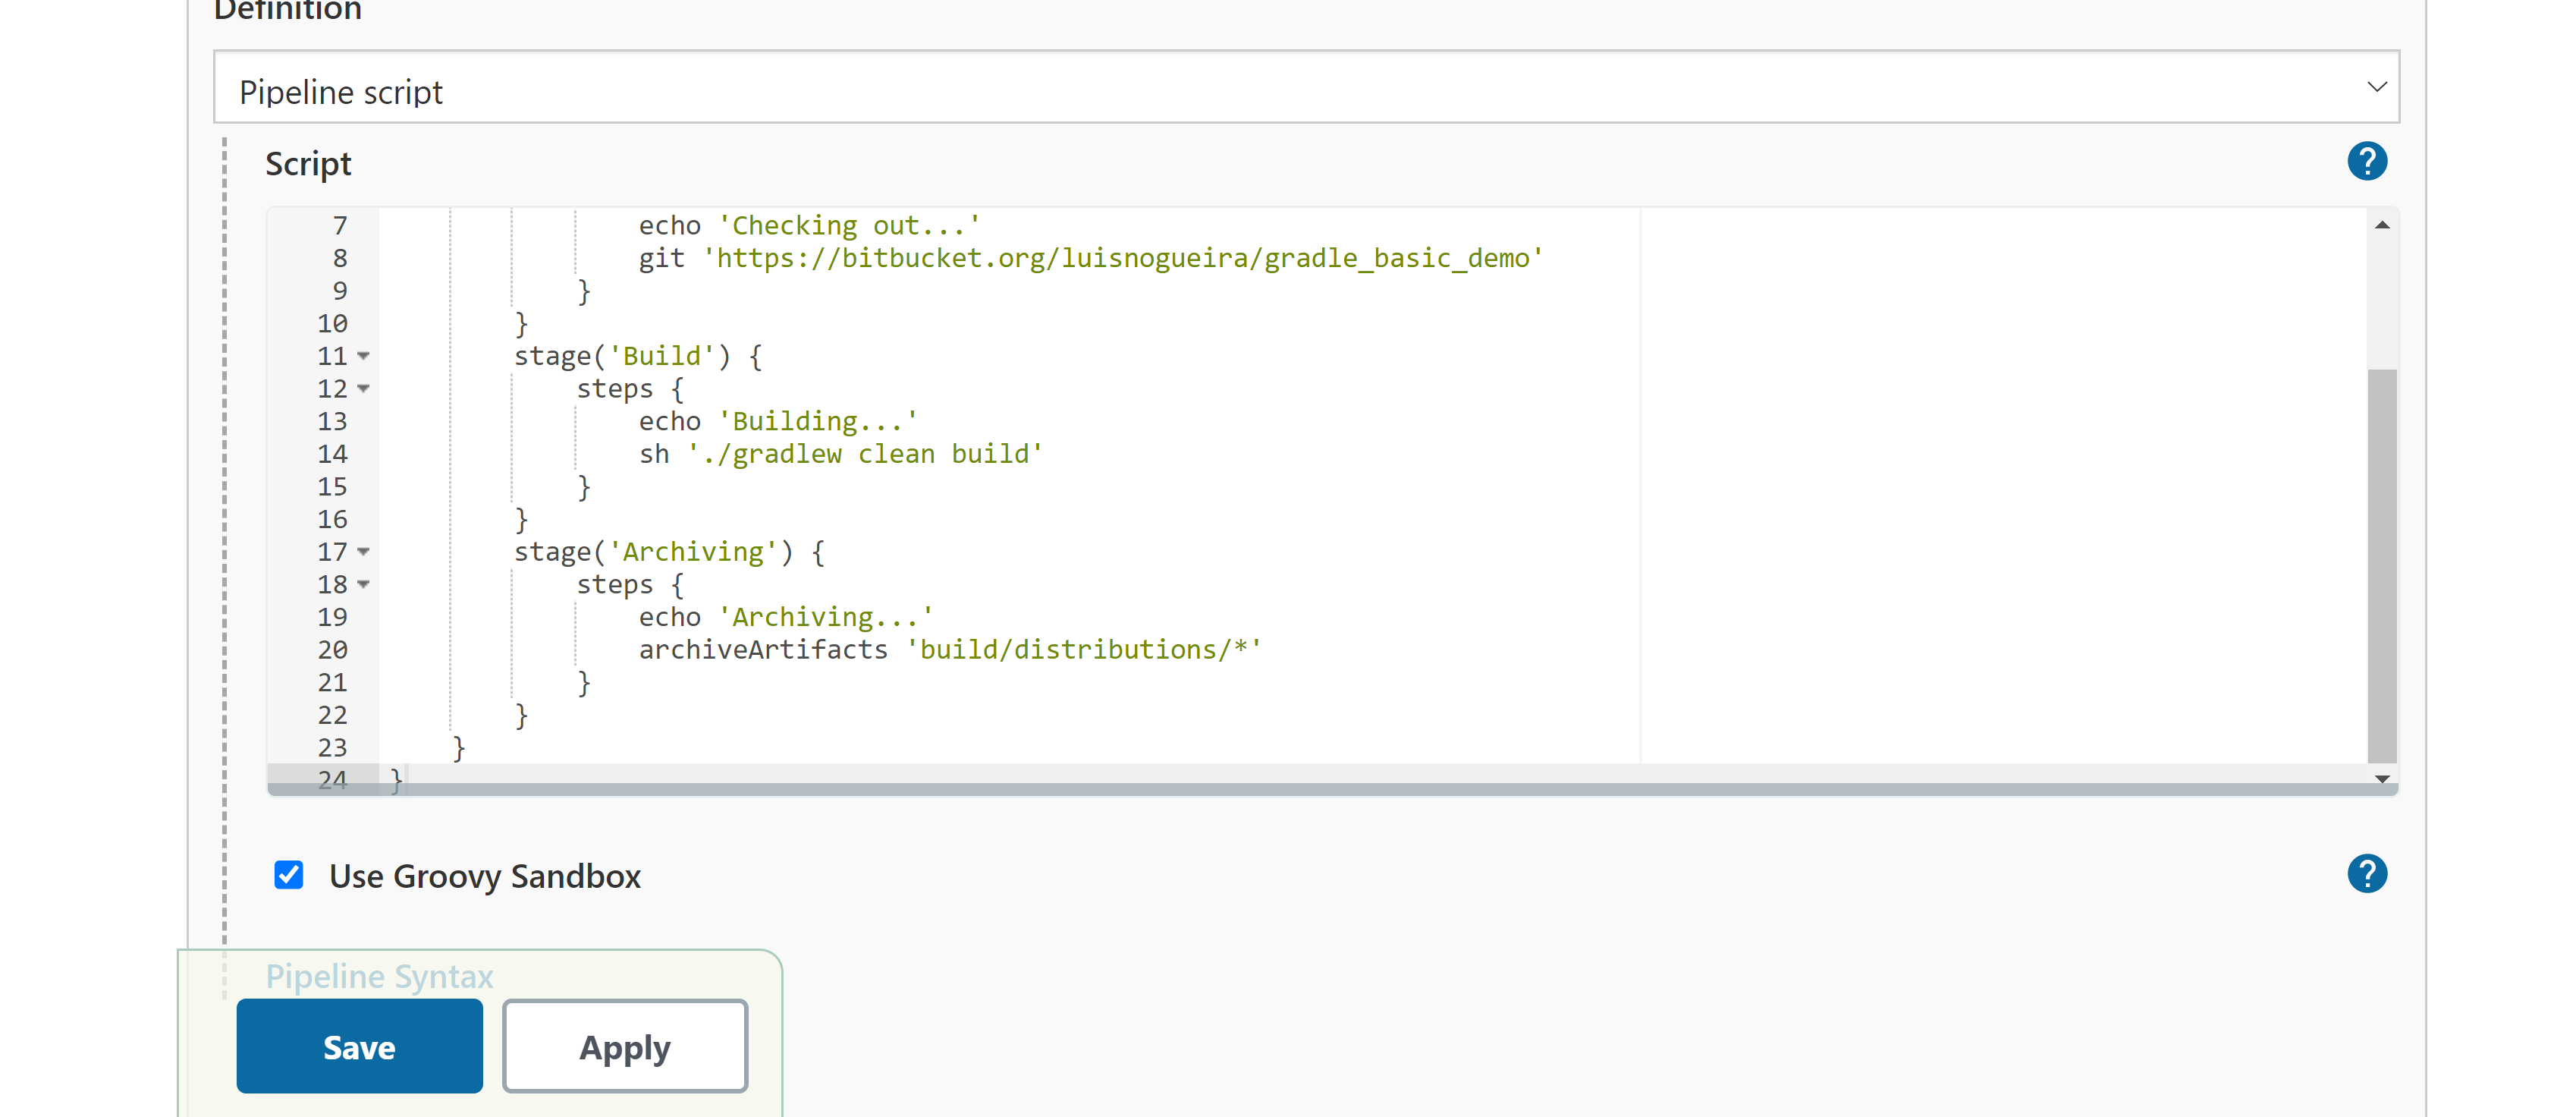 Definition
Pipeline script
Script
7 echo 'Checking out...'
8 git 'https://bitbucket.org/luisnogueira/gradle_basic_demo'
9 }
10 }
11 stage('Build') {
12 steps {
13 echo 'Building...'
14 sh './gradlew clean build'
15 }
16 }
17 stage('Archiving') {
18 steps {
19 echo 'Archiving...'
20 archiveArtifacts 'build/distributions/*'
21 }
22 }
23 }
24 }
Use Groovy Sandbox
Pipeline Syntax
Save Apply